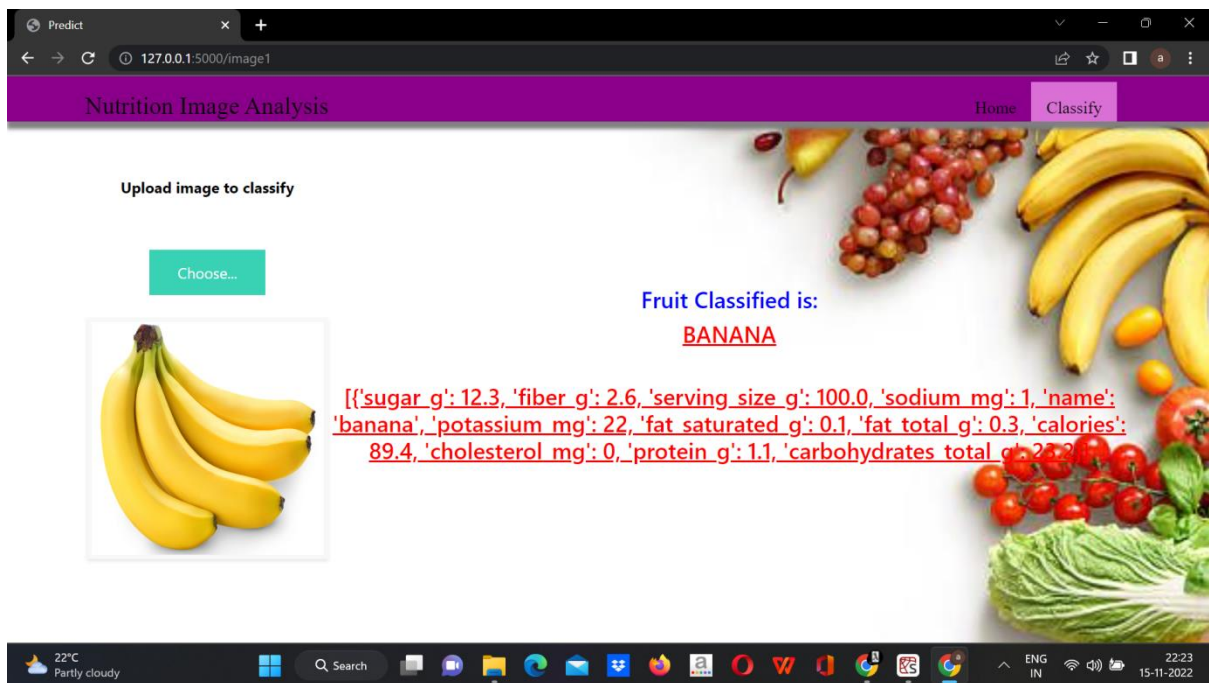 Predict
127.0.0.1:5000/image1
a
Nutrition Image Analysis
Home
Classify
Upload image to classify
Choose...
Fruit Classified is:
BANANA
[{'sugar_g': 12.3, 'fiber_g': 2.6, 'serving_size_g': 100.0, 'sodium_mg': 1, 'name':
'banana', 'potassium_mg': 22, 'fat_saturated_g': 0.1, 'fat_total_g': 0.3, 'calories':
89.4, 'cholesterol_mg': 0, 'protein_g': 1.1, 'carbohydrates_total_g': 23.2}]
22°C
Partly cloudy
Search
ENG
IN
22:23
15-11-2022